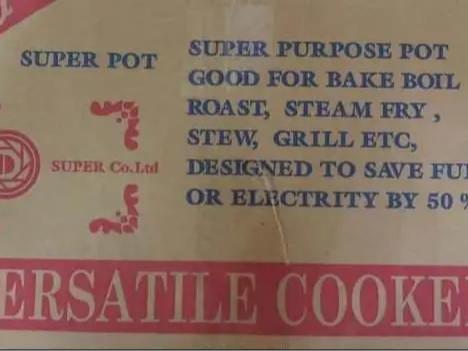 SUPER POT
SUPER PURPOSE POT
GOOD FOR BAKE BOIL
ROAST, STEAM FRY ,
STEW, GRILL ETC,
DESIGNED TO SAVE FU
OR ELECTRITY BY 50 %
SUPER Co.Ltd
ERSATILE COOKE